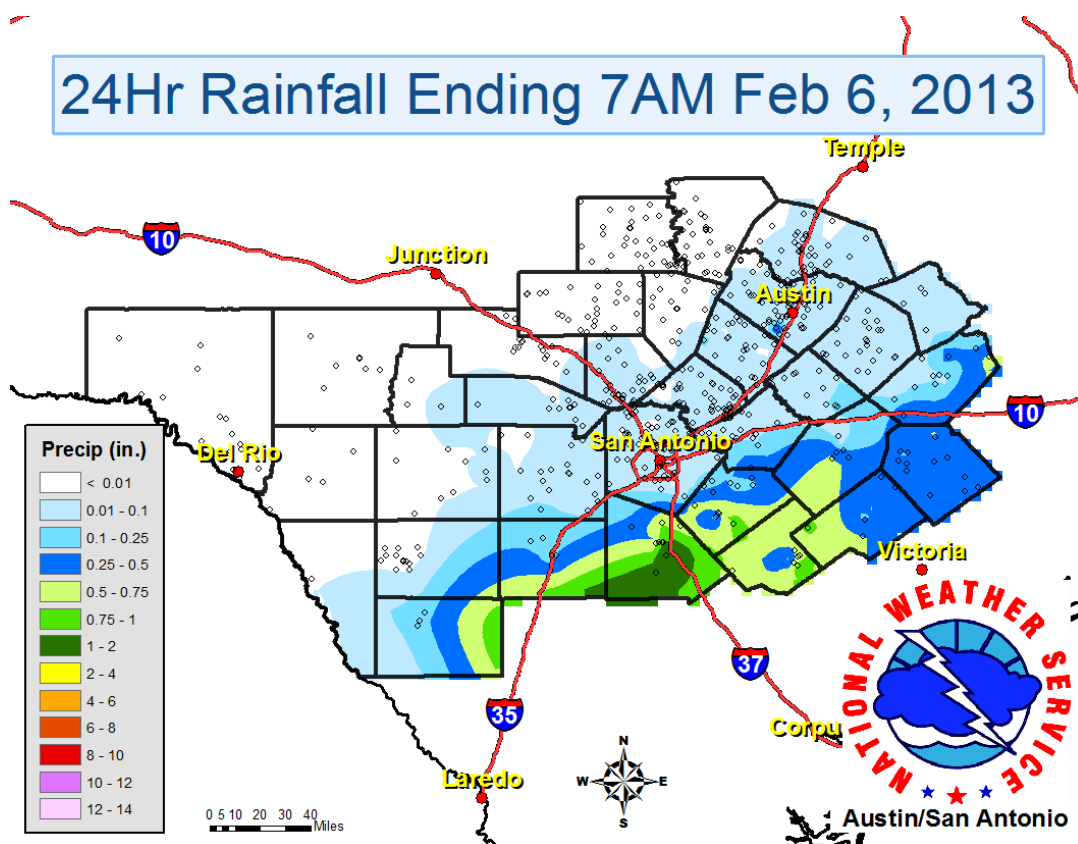 24Hr Rainfall Ending 7AM Feb 6, 2013
Temple
10
Junction
Austin
10
San Antonio
Del Rio
Precip (in.)
< 0.01
0.01 - 0.1
0.1 - 0.25
0.25 - 0.5
0.5 - 0.75
0.75 - 1
1 - 2
2 - 4
4 - 6
6 - 8
8 - 10
10 - 12
12 - 14
Victoria
37
35
Corpu
Laredo
N
W E
S
0 5 10 20 30 40
Miles
NATIONAL WEATHER SERVICE
Austin/San Antonio